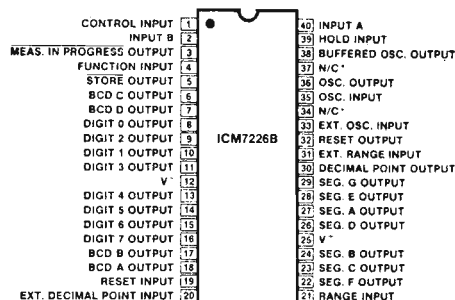 CONTROL INPUT 1
INPUT B 2
MEAS. IN PROGRESS OUTPUT 3
FUNCTION INPUT 4
STORE OUTPUT 5
BCD C OUTPUT 6
BCD D OUTPUT 7
DIGIT 0 OUTPUT 8
DIGIT 2 OUTPUT 9
DIGIT 1 OUTPUT 10
DIGIT 3 OUTPUT 11
V- 12
DIGIT 4 OUTPUT 13
DIGIT 5 OUTPUT 14
DIGIT 6 OUTPUT 15
DIGIT 7 OUTPUT 16
BCD B OUTPUT 17
BCD A OUTPUT 18
RESET INPUT 19
EXT. DECIMAL POINT INPUT 20
ICM7226B
40 INPUT A
39 HOLD INPUT
38 BUFFERED OSC. OUTPUT
37 N/C*
36 OSC. OUTPUT
35 OSC. INPUT
34 N/C*
33 EXT. OSC. INPUT
32 RESET OUTPUT
31 EXT. RANGE INPUT
30 DECIMAL POINT OUTPUT
29 SEG. G OUTPUT
28 SEG. E OUTPUT
27 SEG. A OUTPUT
26 SEG. D OUTPUT
25 V
24 SEG. B OUTPUT
23 SEG. C OUTPUT
22 SEG. F OUTPUT
21 RANGE INPUT